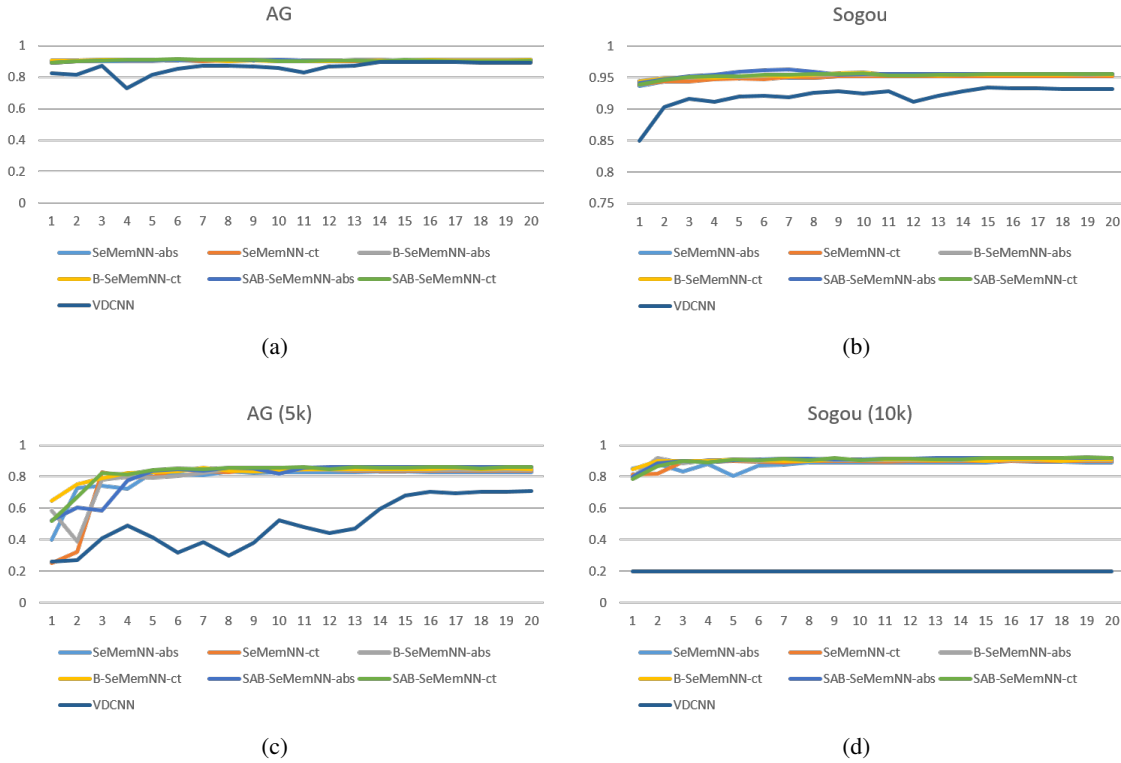 AG
1
0.8
0.6
0.4
0.2
0
1 2 3 4 5 6 7 8 9 10 11 12 13 14 15 16 17 18 19 20
SeMemNN-abs SeMemNN-ct B-SeMemNN-abs
B-SeMemNN-ct SAB-SeMemNN-abs SAB-SeMemNN-ct
VDCNN
(a)
Sogou
1
0.95
0.9
0.85
0.8
0.75
1 2 3 4 5 6 7 8 9 10 11 12 13 14 15 16 17 18 19 20
SeMemNN-abs SeMemNN-ct B-SeMemNN-abs
B-SeMemNN-ct SAB-SeMemNN-abs SAB-SeMemNN-ct
VDCNN
(b)
AG (5k)
1
0.8
0.6
0.4
0.2
0
1 2 3 4 5 6 7 8 9 10 11 12 13 14 15 16 17 18 19 20
SeMemNN-abs SeMemNN-ct B-SeMemNN-abs
B-SeMemNN-ct SAB-SeMemNN-abs SAB-SeMemNN-ct
VDCNN
(c)
Sogou (10k)
1
0.8
0.6
0.4
0.2
0
1 2 3 4 5 6 7 8 9 10 11 12 13 14 15 16 17 18 19 20
SeMemNN-abs SeMemNN-ct B-SeMemNN-abs
B-SeMemNN-ct SAB-SeMemNN-abs SAB-SeMemNN-ct
VDCNN
(d)